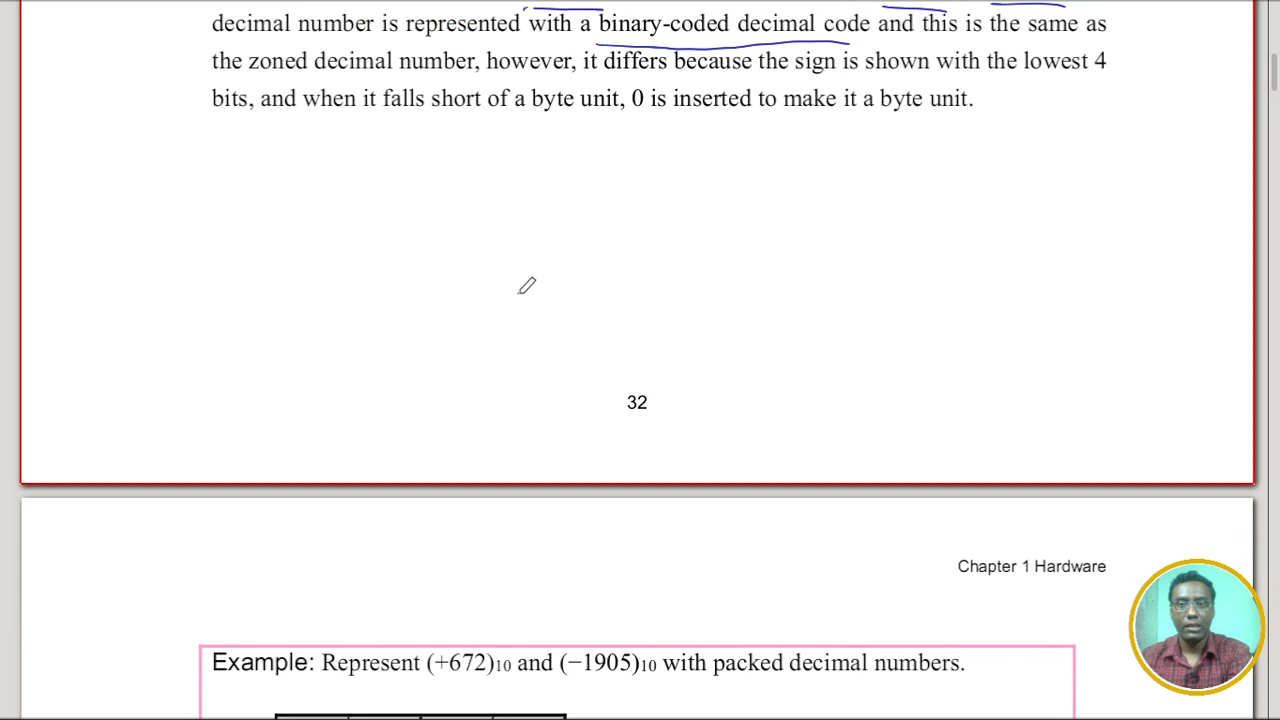 decimal number is represented with a binary-coded decimal code and this is the same as
the zoned decimal number, however, it differs because the sign is shown with the lowest 4
bits, and when it falls short of a byte unit, 0 is inserted to make it a byte unit.
32
Chapter 1 Hardware
Example: Represent (+672)10 and (−1905)10 with packed decimal numbers.